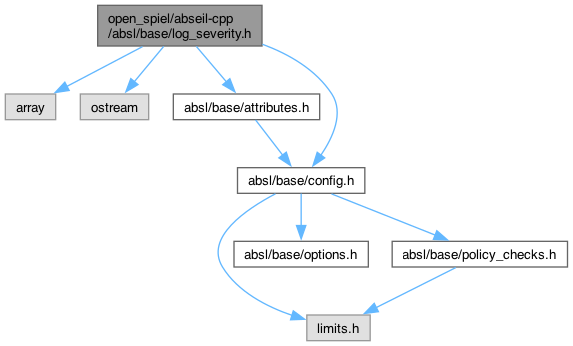 open_spiel/abseil-cpp
/absl/base/log_severity.h
array
ostream
absl/base/attributes.h
absl/base/config.h
absl/base/options.h
absl/base/policy_checks.h
limits.h